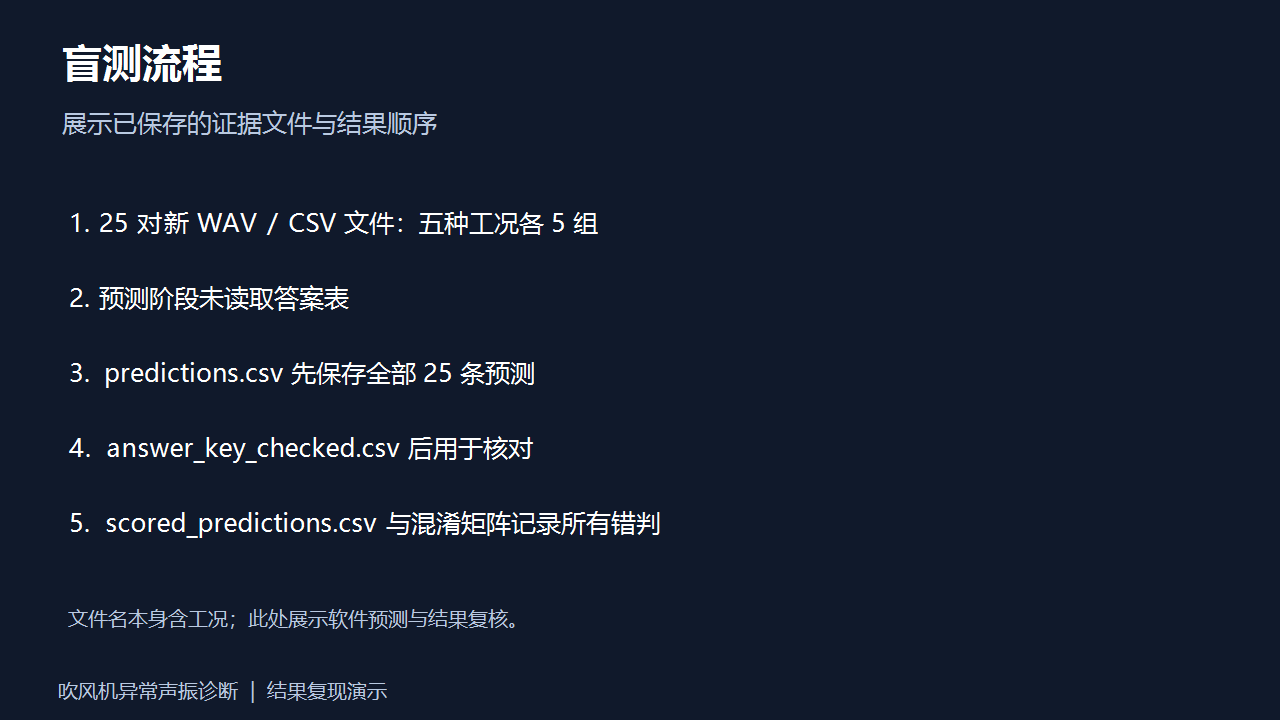 盲测流程
展示已保存的证据文件与结果顺序
1. 25 对新 WAV / CSV 文件：五种工况各 5 组
2. 预测阶段未读取答案表
3. predictions.csv 先保存全部 25 条预测
4. answer_key_checked.csv 后用于核对
5. scored_predictions.csv 与混淆矩阵记录所有错判
文件名本身含工况；此处展示软件预测与结果复核。
吹风机异常声振诊断 | 结果复现演示